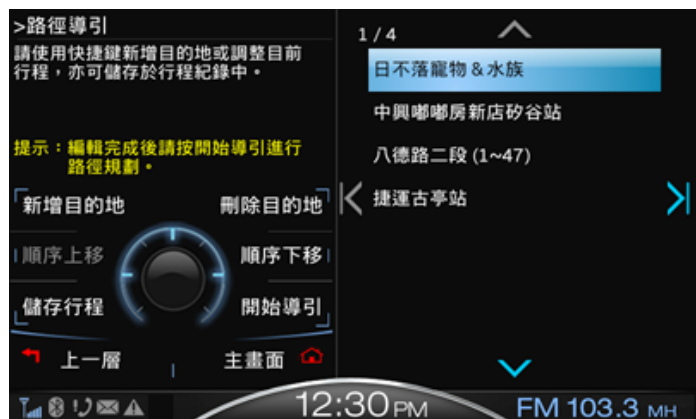 >路徑導引
請使用快捷鍵新增目的地或調整目前
行程，亦可儲存於行程紀錄中。
提示：編輯完成後請按開始導引進行
路徑規劃。
新增目的地
刪除目的地
順序上移
順序下移
儲存行程
開始導引
上一層
主畫面
1/4
日不落寵物&水族
中興嘟嘟房新店矽谷站
八德路二段 (1~47)
捷運古亭站
12:30 PM
FM 103.3 MH